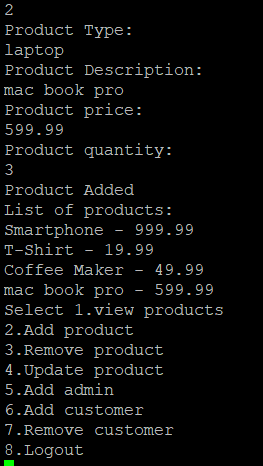 2
Product Type:
laptop
Product Description:
mac book pro
Product price:
599.99
Product quantity:
3
Product Added
List of products:
Smartphone - 999.99
T-Shirt - 19.99
Coffee Maker - 49.99
mac book pro - 599.99
Select 1.view products
2.Add product
3.Remove product
4.Update product
5.Add admin
6.Add customer
7.Remove customer
8.Logout